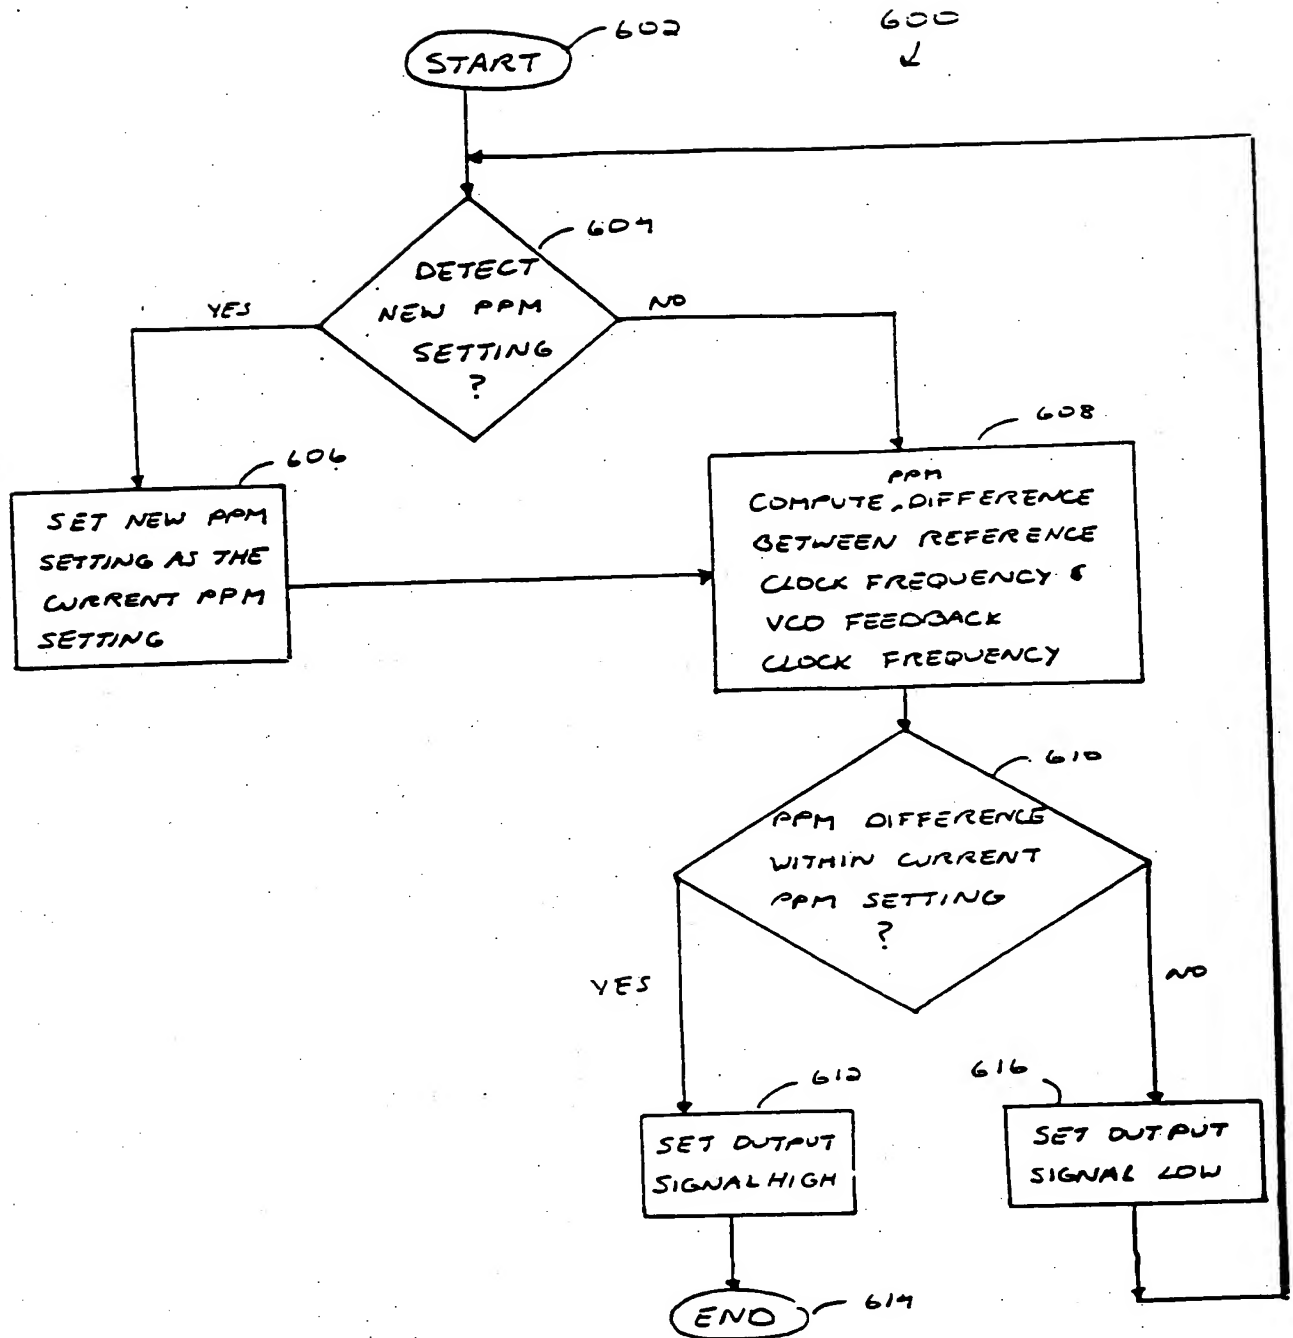 602
600
START
604
DETECT
NEW PPM
SETTING
?
YES
NO
608
606
PPM
COMPUTE DIFFERENCE
BETWEEN REFERENCE
CLOCK FREQUENCY &
VCO FEEDBACK
CLOCK FREQUENCY
SET NEW PPM
SETTING AS THE
CURRENT PPM
SETTING
610
PPM DIFFERENCE
WITHIN CURRENT
PPM SETTING
?
YES
NO
612
616
SET OUTPUT
SIGNAL HIGH
SET OUTPUT
SIGNAL LOW
END
614